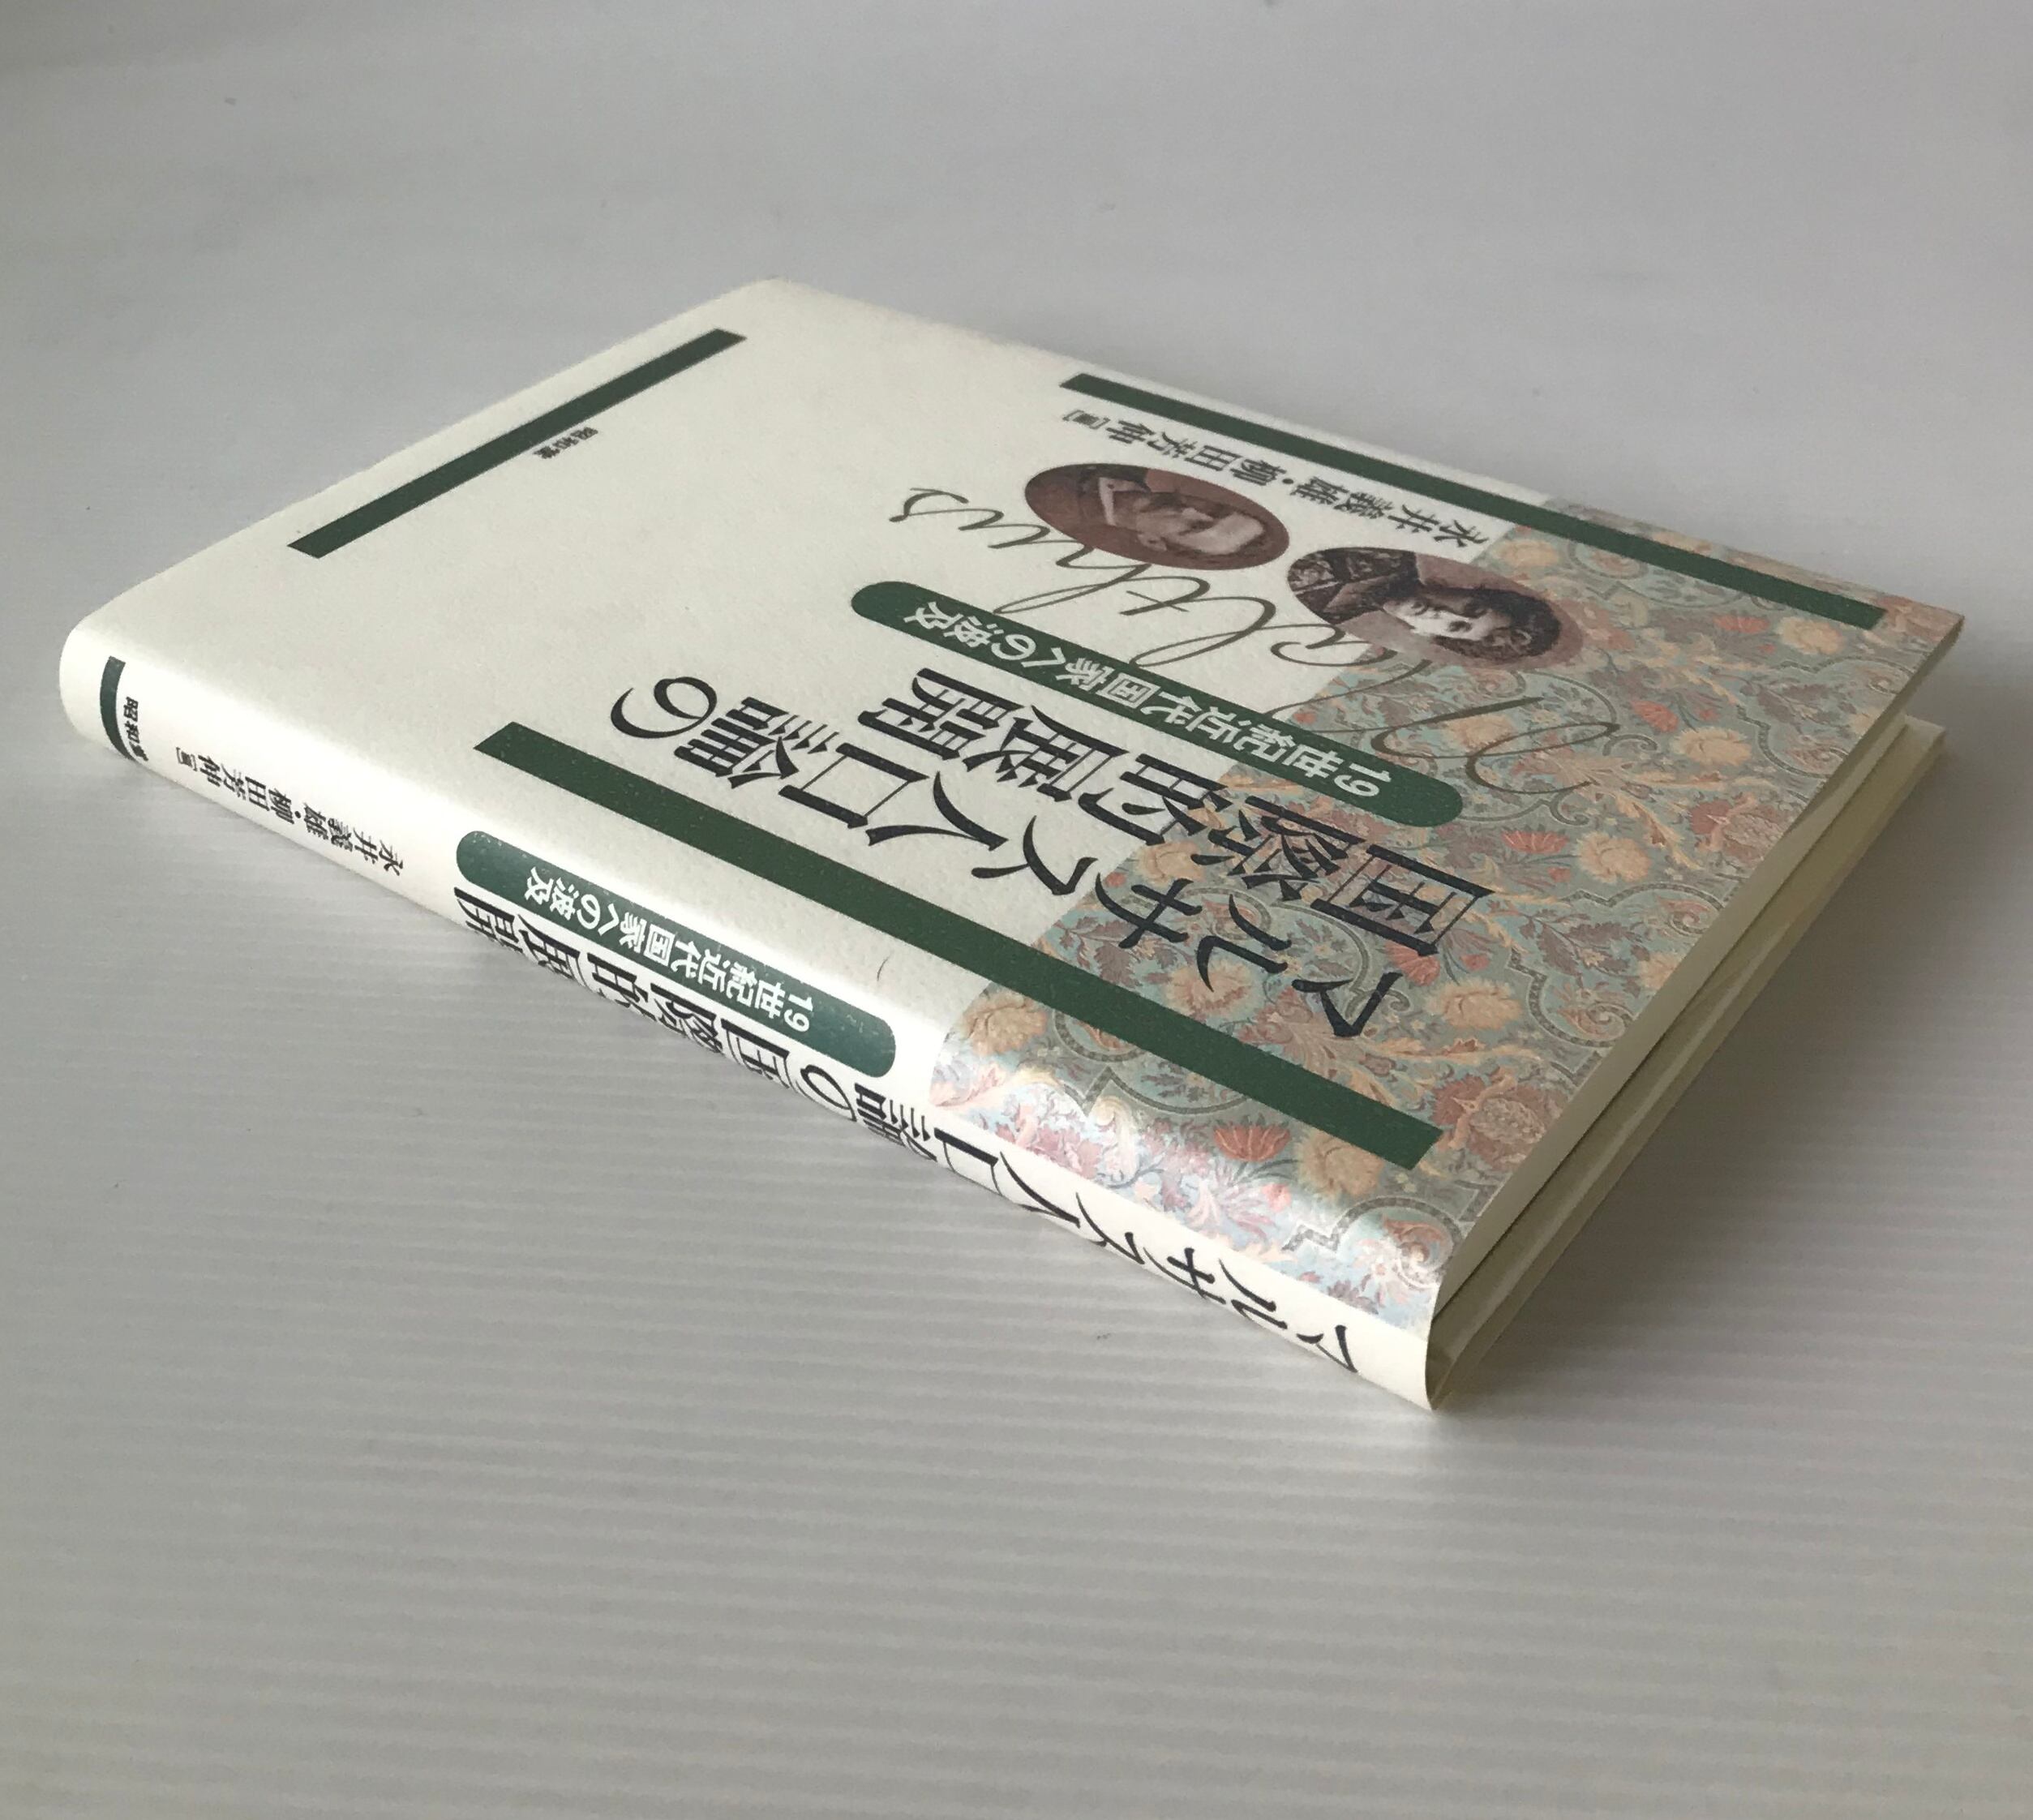 マルサス人口論の
国際的展開
19世紀近代国家への波及
Malthus
永井義雄・柳田芳伸[編]
昭和堂
マルサス人口論の国際的展開
19世紀近代国家への波及
永井義雄・柳田芳伸[編]
昭和堂